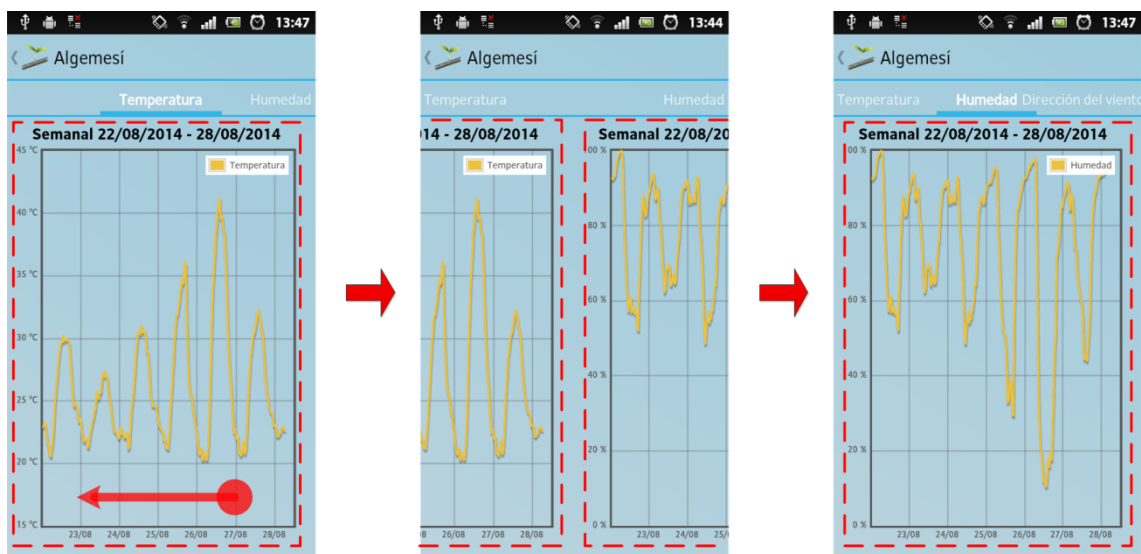 13:47
Algemesí
Temperatura Humedad
Semanal 22/08/2014 - 28/08/2014
45 °C
Temperatura
40 °C
35 °C
30 °C
25 °C
20 °C
15 °C
23/08 24/08 25/08 26/08 27/08 28/08
13:44
Algemesí
Temperatura Humedad
014 - 28/08/2014
Semanal 22/08/20
Temperatura
00 %
80 %
60 %
40 %
20 %
0 %
8 26/08 27/08 28/08
23/08 24/08 25/0
13:47
Algemesí
Temperatura Humedad Dirección del viento
Semanal 22/08/2014 - 28/08/2014
00 %
Humedad
80 %
60 %
40 %
20 %
0 %
23/08 24/08 25/08 26/08 27/08 28/08